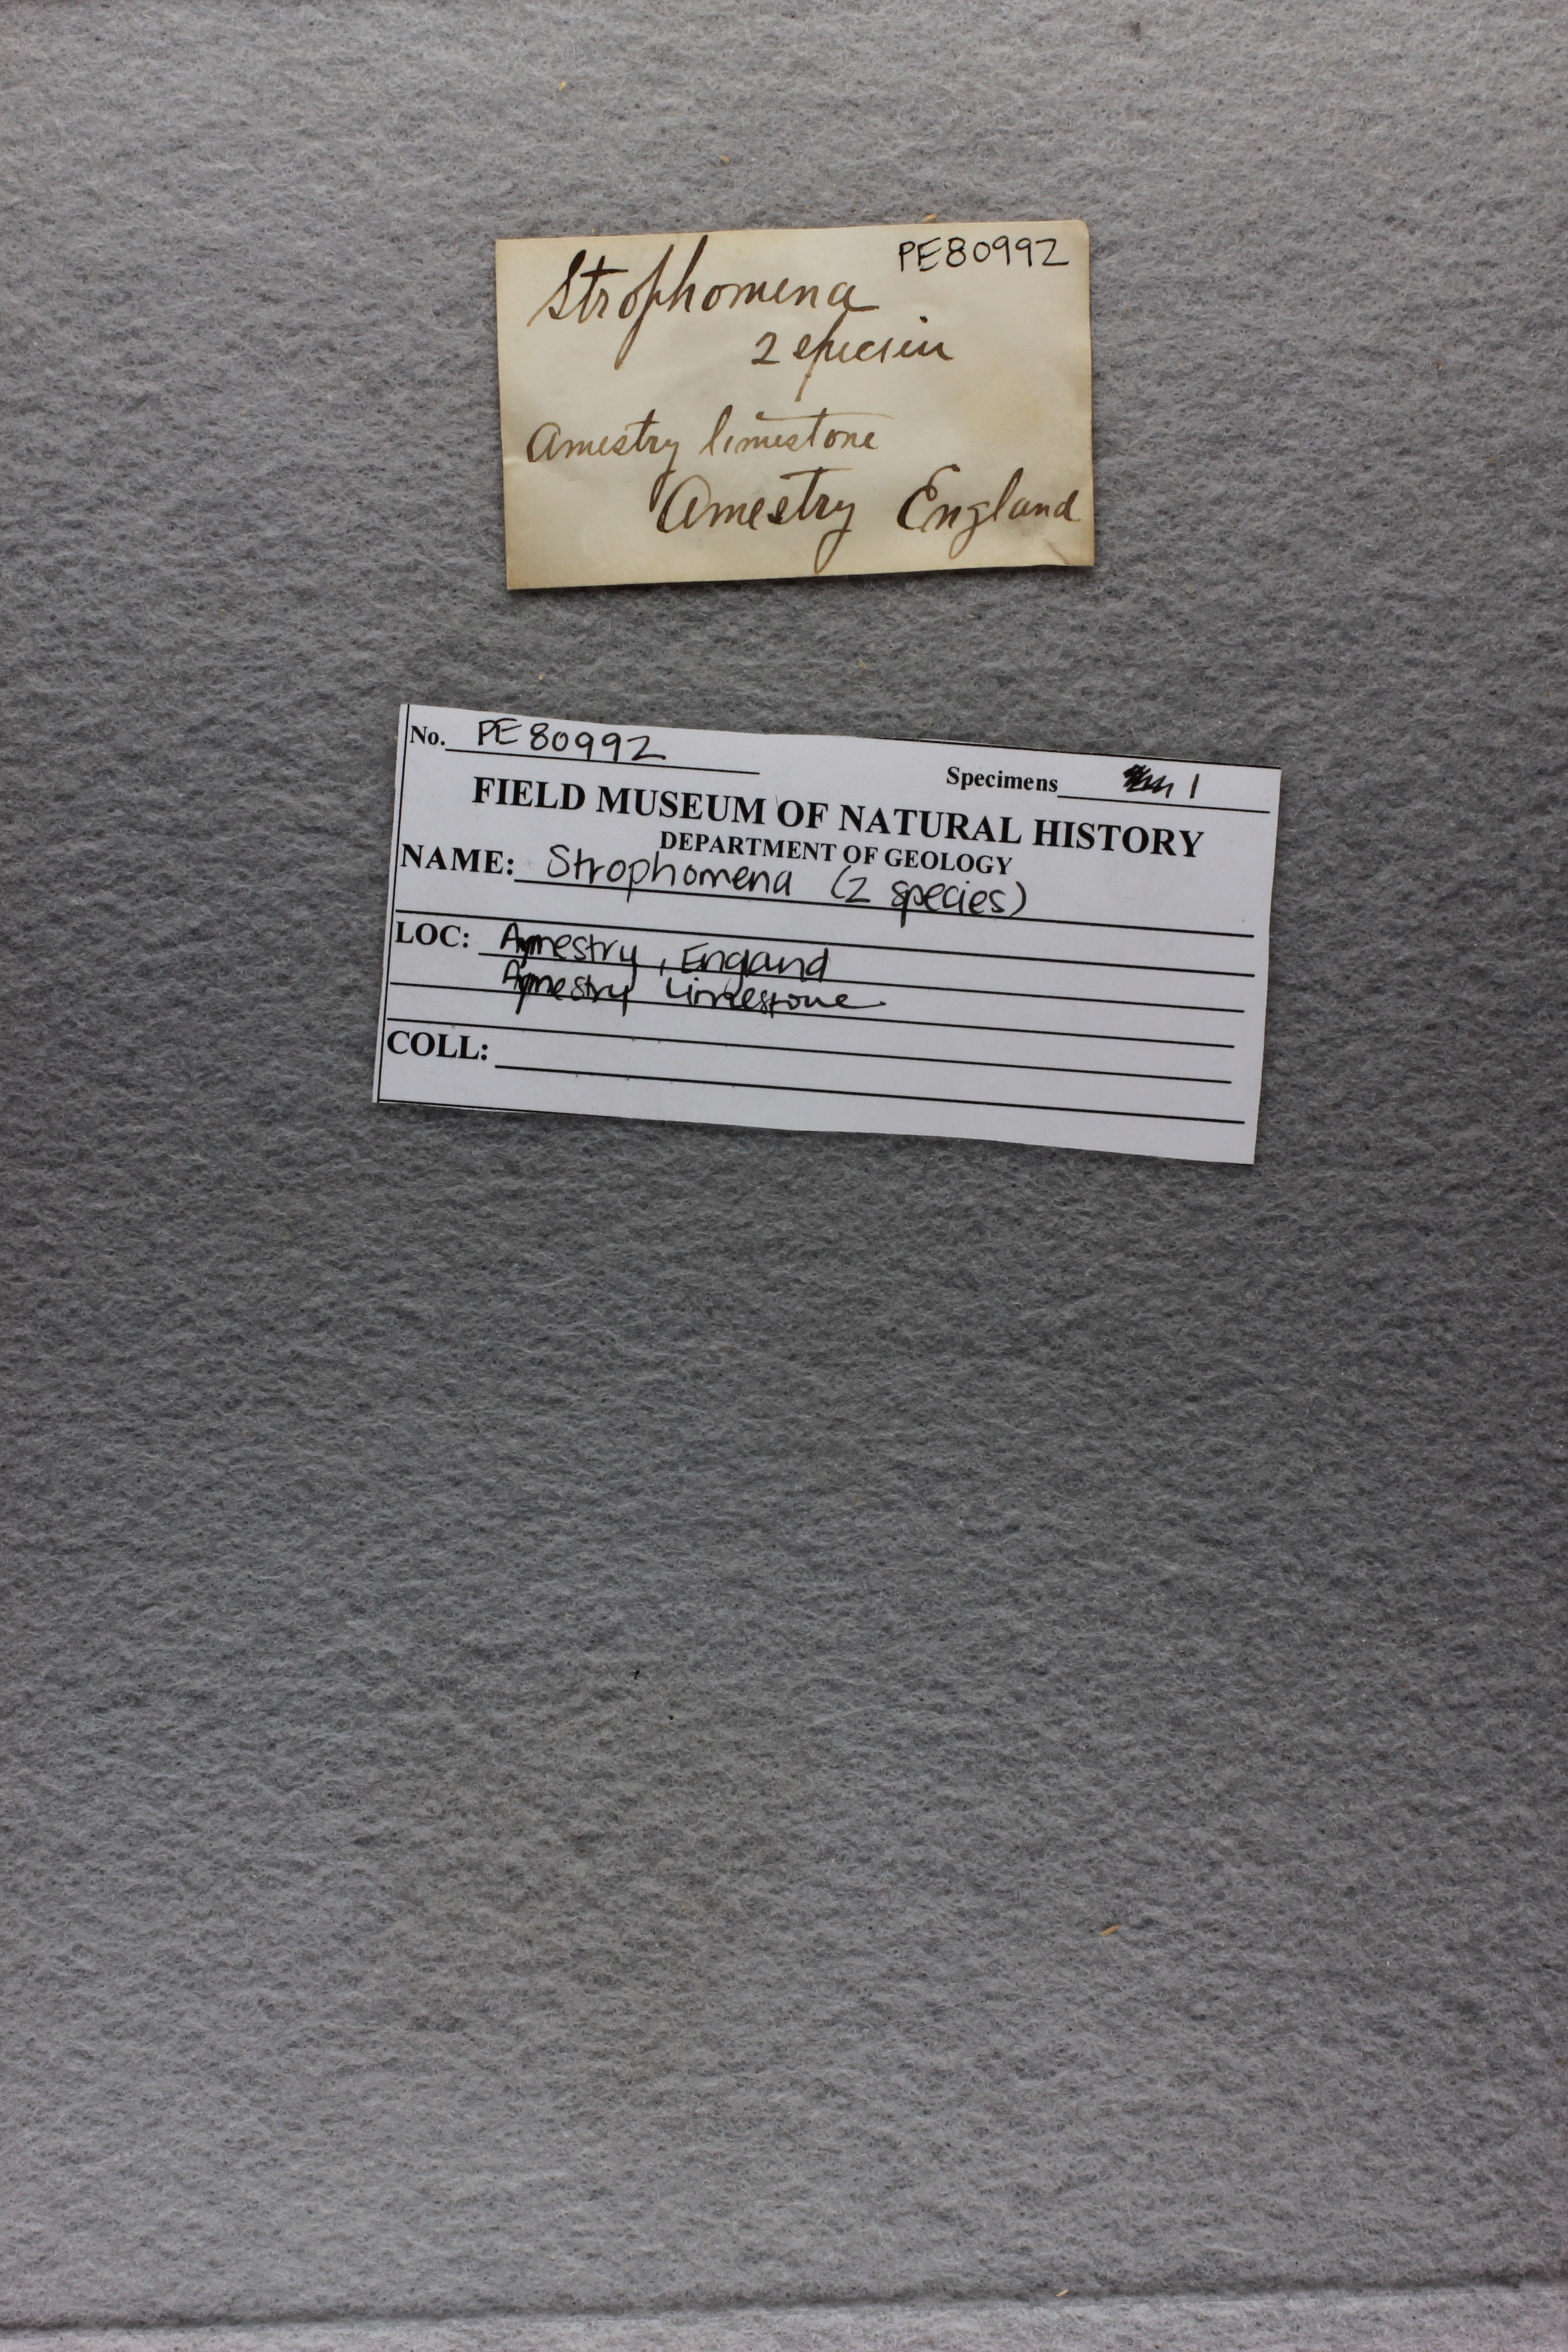 PE80992
Strophomena
2 species
Amestry limestone
Amestry England
No. PE80992
Specimens 1
FIELD MUSEUM OF NATURAL HISTORY
DEPARTMENT OF GEOLOGY
NAME: Strophomena (2 species)
LOC: Aymestry, Engand
Aymestry Limestone
COLL: